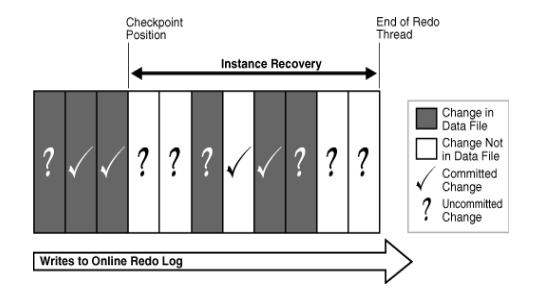 Checkpoint
Position
End of Redo
Thread
Instance Recovery
? ✓ ✓ ? ? ? ✓ ✓ ? ? ?
Change in
Data File
Change Not
in Data File
✓ Committed
Change
? Uncommitted
Change
Writes to Online Redo Log